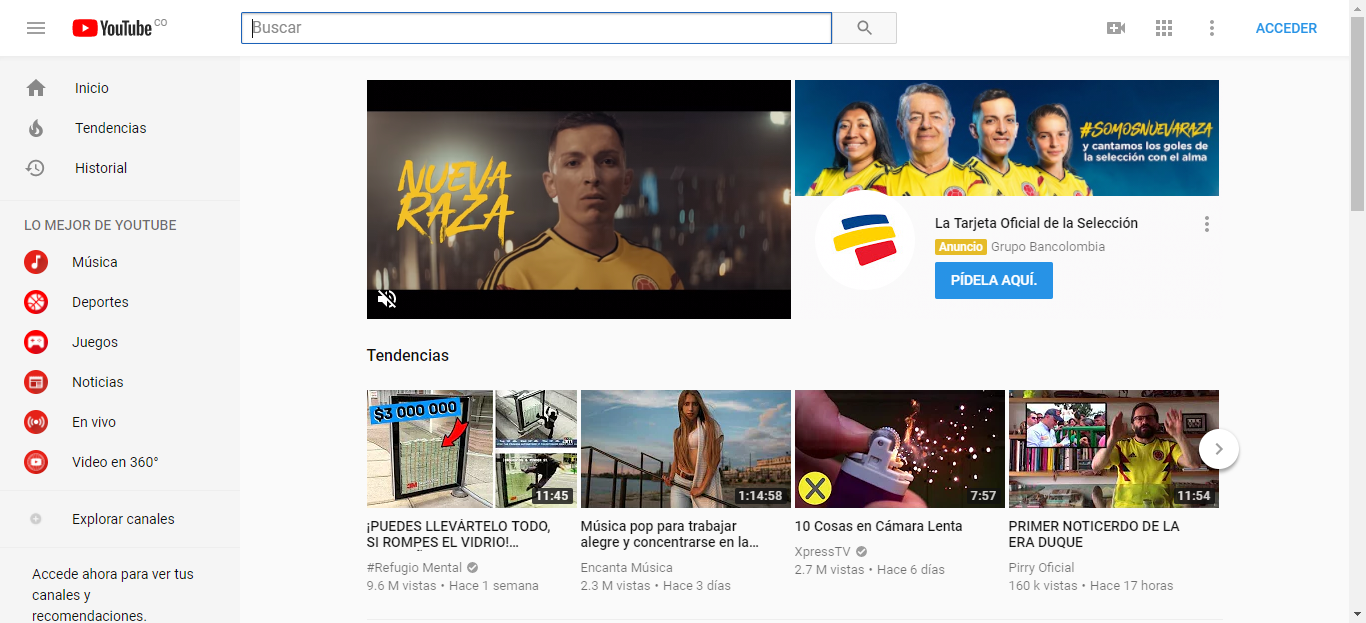 YouTube CO
Buscar
ACCEDER
Inicio
Tendencias
Historial
LO MEJOR DE YOUTUBE
Música
Deportes
Juegos
Noticias
En vivo
Video en 360°
Explorar canales
Accede ahora para ver tus
canales y
recomendaciones.
NUEVA
RAZA
#SOMOSNUEVARAZA
y cantamos los goles de
la selección con el alma
La Tarjeta Oficial de la Selección
Anuncio Grupo Bancolombia
PÍDELA AQUÍ.
Tendencias
$3 000 000
3M
11:45
¡PUEDES LLEVÁRTELO TODO,
SI ROMPES EL VIDRIO!...
#Refugio Mental
9.6 M vistas • Hace 1 semana
1:14:58
Música pop para trabajar
alegre y concentrarse en la...
Encanta Música
2.3 M vistas • Hace 3 días
7:57
10 Cosas en Cámara Lenta
XpressTV
2.7 M vistas • Hace 6 días
11:54
PRIMER NOTICERDO DE LA
ERA DUQUE
Pirry Oficial
160 k vistas • Hace 17 horas